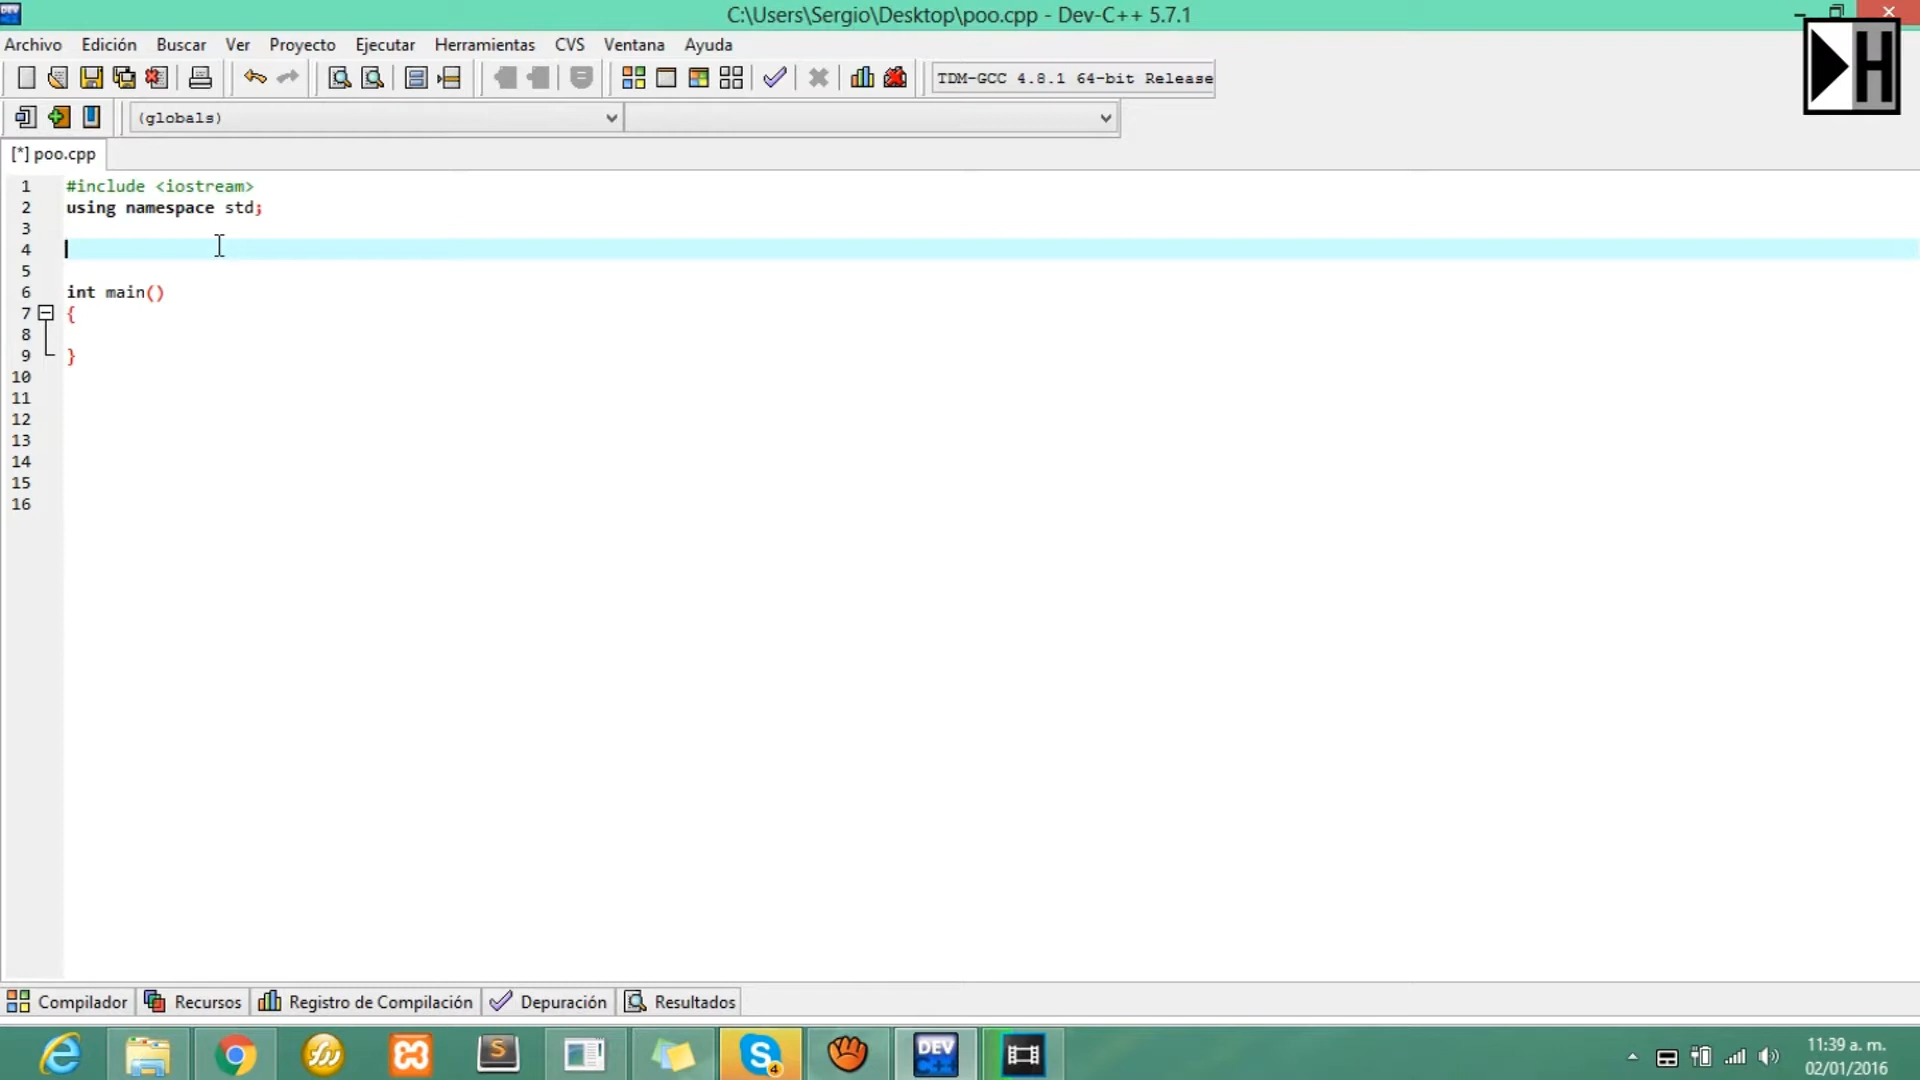 C:\Users\Sergio\Desktop\poo.cpp - Dev-C++ 5.7.1
Archivo Edición Buscar Ver Proyecto Ejecutar Herramientas CVS Ventana Ayuda
TDM-GCC 4.8.1 64-bit Release
H
(globals)
[*] poo.cpp
1 #include <iostream>
2 using namespace std;
3
4
5
6 int main()
7 {
8
9 }
10
11
12
13
14
15
16
Compilador Recursos Registro de Compilación Depuración Resultados
S 4 DEV C++
11:39 a. m.
02/01/2016